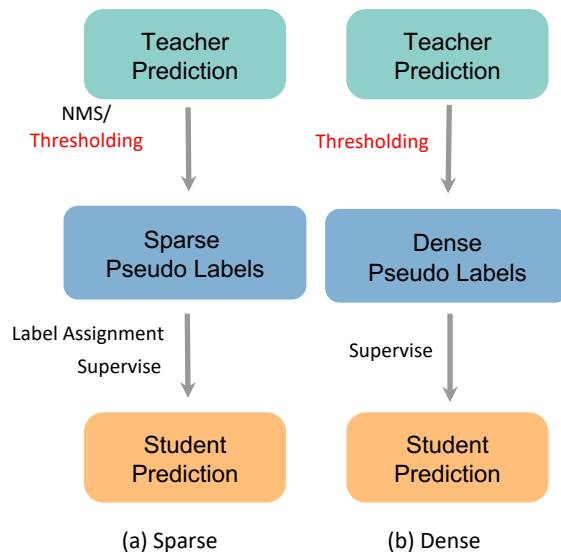 Teacher
Prediction
NMS/
Thresholding
Sparse
Pseudo Labels
Label Assignment
Supervise
Student
Prediction
(a) Sparse
Teacher
Prediction
Thresholding
Dense
Pseudo Labels
Supervise
Student
Prediction
(b) Dense